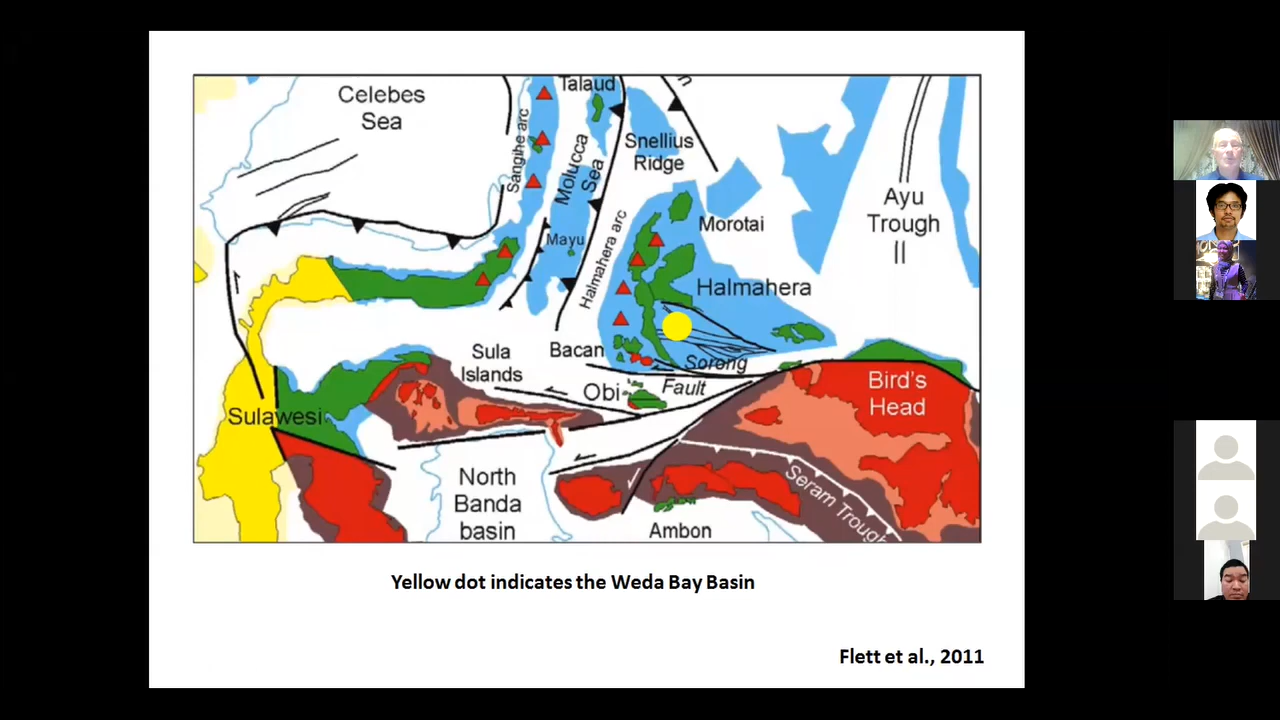 Talaud
Celebes
Sea
Sangihe arc
Molucca
Sea
Snellius
Ridge
Ayu
Trough
II
Morotai
Mayu
Halmahera arc
Halmahera
Sula
Islands
Bacan
Sorong
Fault
Obi
Bird's
Head
Sulawesi
North
Banda
basin
Seram Trough
Ambon
Yellow dot indicates the Weda Bay Basin
Flett et al., 2011